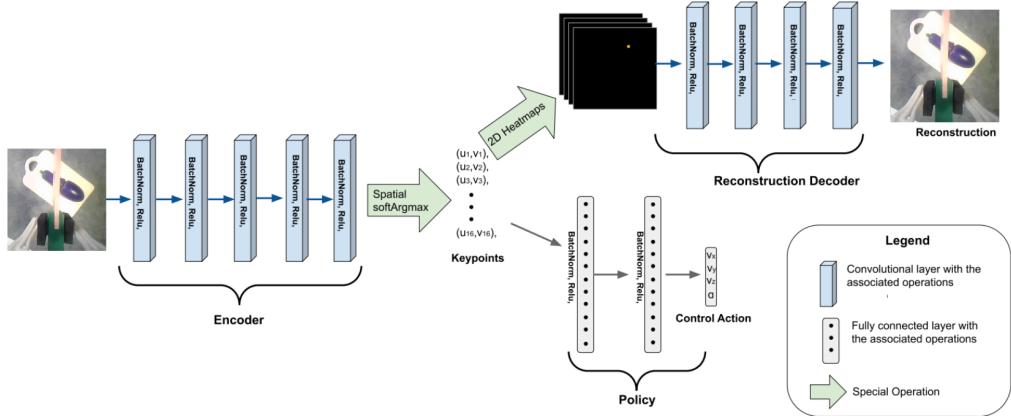 BatchNorm, Relu,
BatchNorm, Relu,
BatchNorm, Relu,
BatchNorm, Relu,
BatchNorm, Relu,
Encoder
Spatial
softArgmax
(u1,v1),
(u2,v2),
(u3,v3),
(u16,v16),
Keypoints
2D Heatmaps
BatchNorm, Relu,
BatchNorm, Relu,
BatchNorm, Relu,
BatchNorm, Relu,
Reconstruction Decoder
Reconstruction
BatchNorm, Relu,
BatchNorm, Relu,
vx
vy
vz
α
Control Action
Policy
Legend
Convolutional layer with the
associated operations
Fully connected layer with
the associated operations
Special Operation